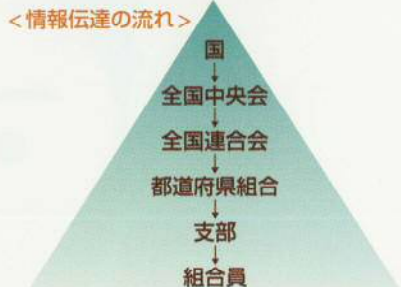 <情報伝達の流れ>
国
↓
全国中央会
↓
全国連合会
↓
都道府県組合
↓
支部
↓
組合員